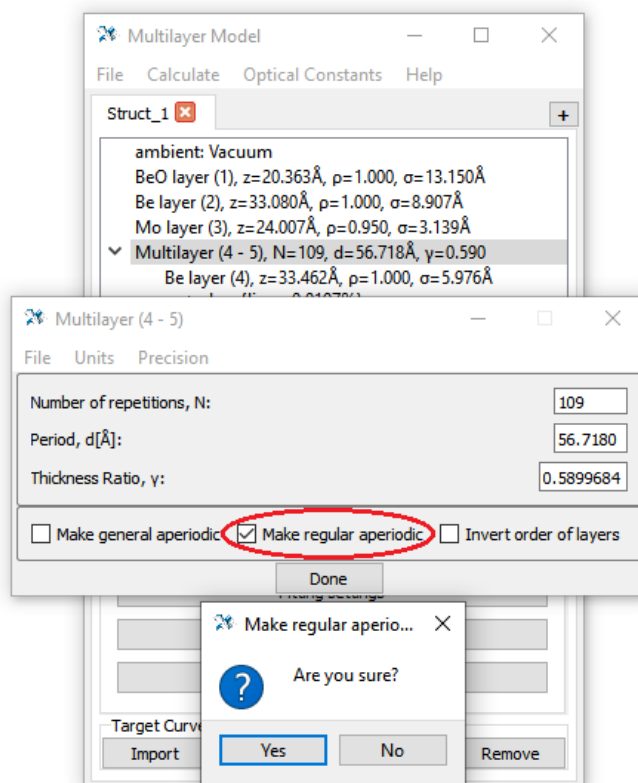 Multilayer Model
File Calculate Optical Constants Help
Struct_1
+
ambient: Vacuum
BeO layer (1), z=20.363Å, ρ=1.000, σ=13.150Å
Be layer (2), z=33.080Å, ρ=1.000, σ=8.907Å
Mo layer (3), z=24.007Å, ρ=0.950, σ=3.139Å
Multilayer (4 - 5), N=109, d=56.718Å, γ=0.590
Be layer (4), z=33.462Å, ρ=1.000, σ=5.976Å
Multilayer (4 - 5)
File Units Precision
Number of repetitions, N: 109
Period, d[Å]: 56.7180
Thickness Ratio, γ: 0.5899684
Make general aperiodic Make regular aperiodic Invert order of layers
Done
Make regular aperio...
Are you sure?
Target Curve
Import Yes No Remove